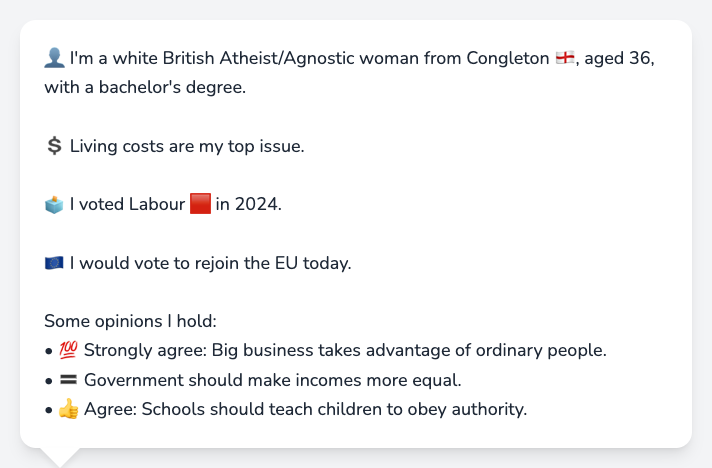 👤 I'm a white British Atheist/Agnostic woman from Congleton 🏴󠁧󠁢󠁥󠁮󠁧󠁿, aged 36,
with a bachelor's degree.
💲 Living costs are my top issue.
🗳️ I voted Labour 🟥 in 2024.
🇪🇺 I would vote to rejoin the EU today.
Some opinions I hold:
• 💯 Strongly agree: Big business takes advantage of ordinary people.
• 🟰 Government should make incomes more equal.
• 👍 Agree: Schools should teach children to obey authority.